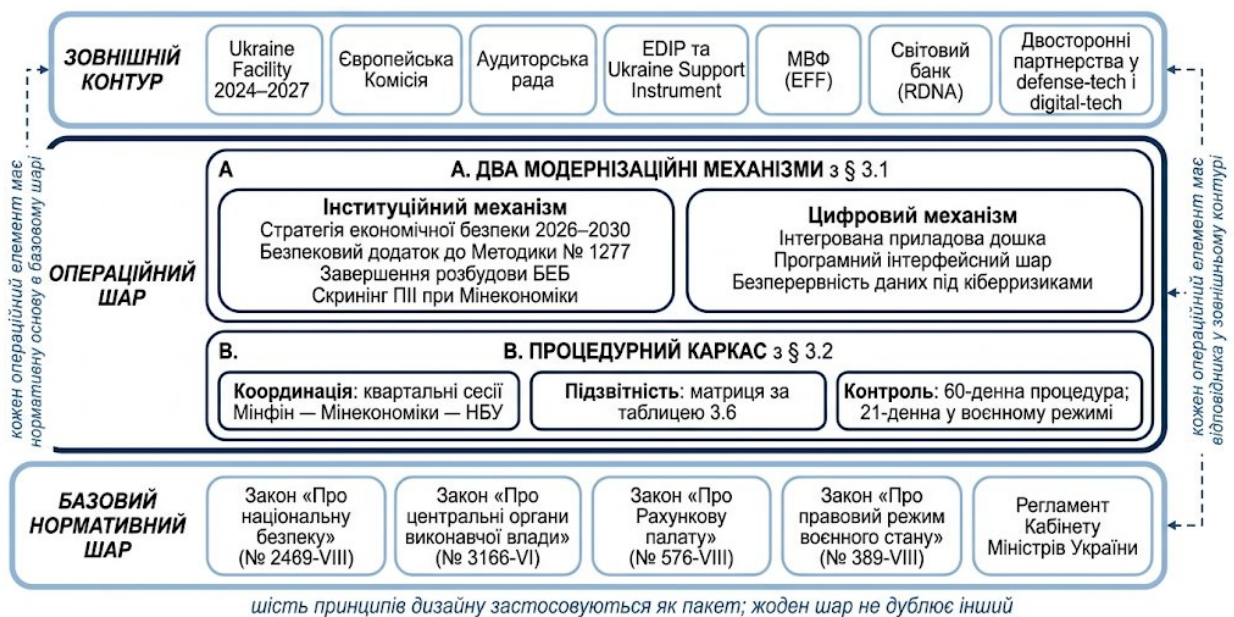 ЗОВНІШНІЙ
КОНТУР
Ukraine
Facility
2024–2027
Європейська
Комісія
Аудиторська
рада
EDIP та
Ukraine Support
Instrument
МВФ
(EFF)
Світовий
банк
(RDNA)
Двосторонні
партнерства у
defense-tech і
digital-tech
кожен операційний елемент має
нормативну основу в базовому шарі
ОПЕРАЦІЙНИЙ
ШАР
A
А. ДВА МОДЕРНІЗАЦІЙНІ МЕХАНІЗМИ з § 3.1
Інституційний механізм
Стратегія економічної безпеки 2026–2030
Безпековий додаток до Методики № 1277
Завершення розбудови БЕБ
Скринінг ПІІ при Мінекономіки
Цифровий механізм
Інтегрована приладова дошка
Програмний інтерфейсний шар
Безперервність даних під кіберризиками
B.
В. ПРОЦЕДУРНИЙ КАРКАС з § 3.2
Координація: квартальні сесії
Мінфін — Мінекономіки — НБУ
Підзвітність: матриця за
таблицею 3.6
Контроль: 60-денна процедура;
21-денна у воєнному режимі
кожен операційний елемент має
відповідника у зовнішньому контурі
БАЗОВИЙ
НОРМАТИВНИЙ
ШАР
Закон «Про
національну
безпеку»
(№ 2469-VIII)
Закон «Про
центральні органи
виконавчої влади»
(№ 3166-VI)
Закон «Про
Рахункову
палату»
(№ 576-VIII)
Закон «Про
правовий режим
воєнного стану»
(№ 389-VIII)
Регламент
Кабінету
Міністрів України
шість принципів дизайну застосовуються як пакет; жоден шар не дублює інший